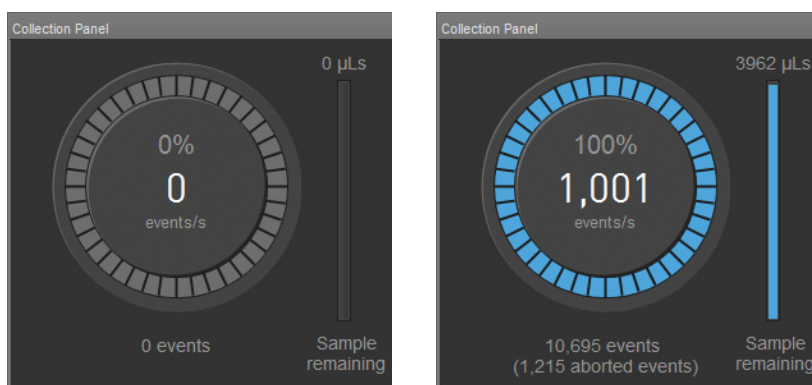 Collection Panel
0 µLs
0%
0
events/s
0 events
Sample
remaining
Collection Panel
3962 µLs
100%
1,001
events/s
10,695 events
(1,215 aborted events)
Sample
remaining